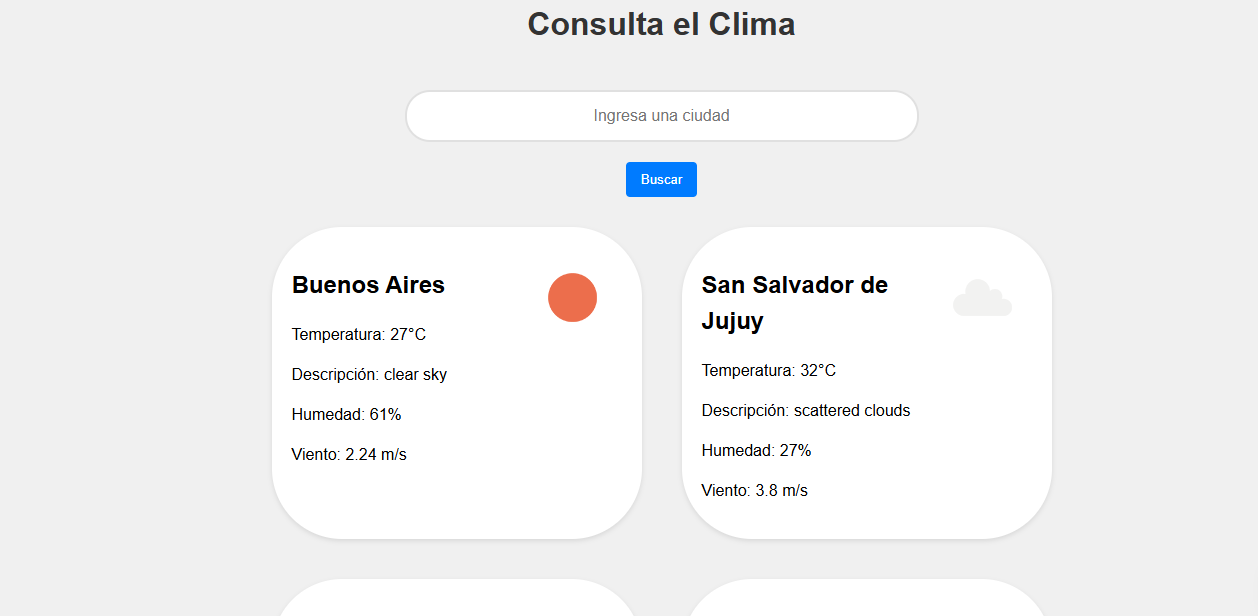 Consulta el Clima
Ingresa una ciudad
Buscar
Buenos Aires
Temperatura: 27°C
Descripción: clear sky
Humedad: 61%
Viento: 2.24 m/s
San Salvador de
Jujuy
Temperatura: 32°C
Descripción: scattered clouds
Humedad: 27%
Viento: 3.8 m/s